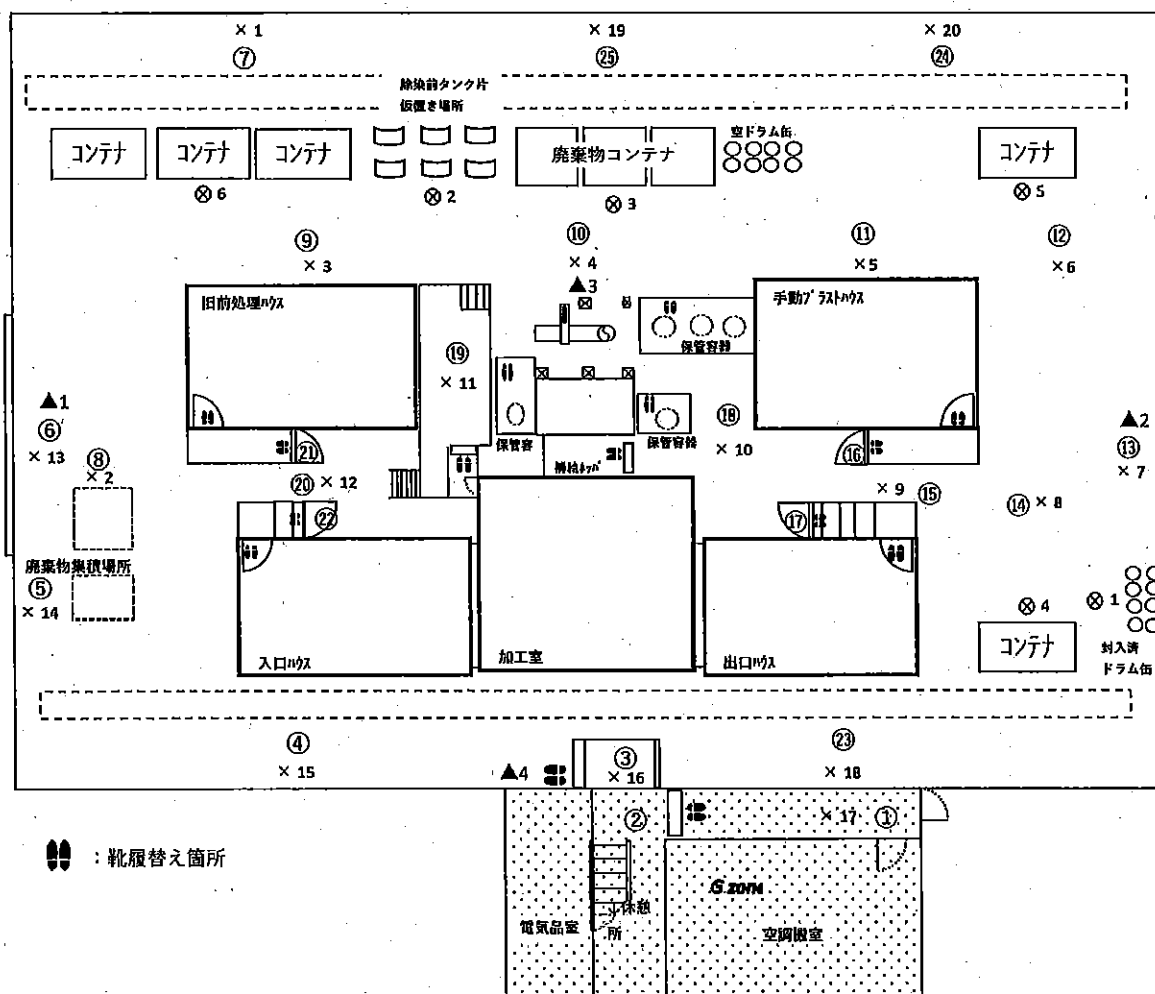 × 1 × 19 × 20
⑦ ㉕ ㉔
除染前タンク片
仮置き場所
コンテナ コンテナ コンテナ 廃棄物コンテナ 空ドラム缶 コンテナ
⊗ 6 ⊗ 2 ⊗ 3 ⊗ 5
⑨ ⑩ ⑪ ⑫
× 3 × 4 × 5 × 6
▲3
旧前処理ハウス 手動ブラストハウス
保管容器
⑲
× 11
▲1 ▲2
⑥ ⑱ ⑬
保管容 保管容器
× 13 ⑧ ㉑ × 10 ⑯ × 7
× 2 ⑳ × 12 × 9 ⑮ ⑭ × 8
㉒ ⑰
廃棄物集積場所
⑤ ⊗ 4 ⊗ 1
× 14
コンテナ 封入済
ドラム缶
入口ハウス 加工室 出口ハウス
④ ③ ㉓
× 15 ▲4 × 16 × 18
② × 17 ①
：靴履替え箇所
G zone
休憩
所
電気品室 空調機室